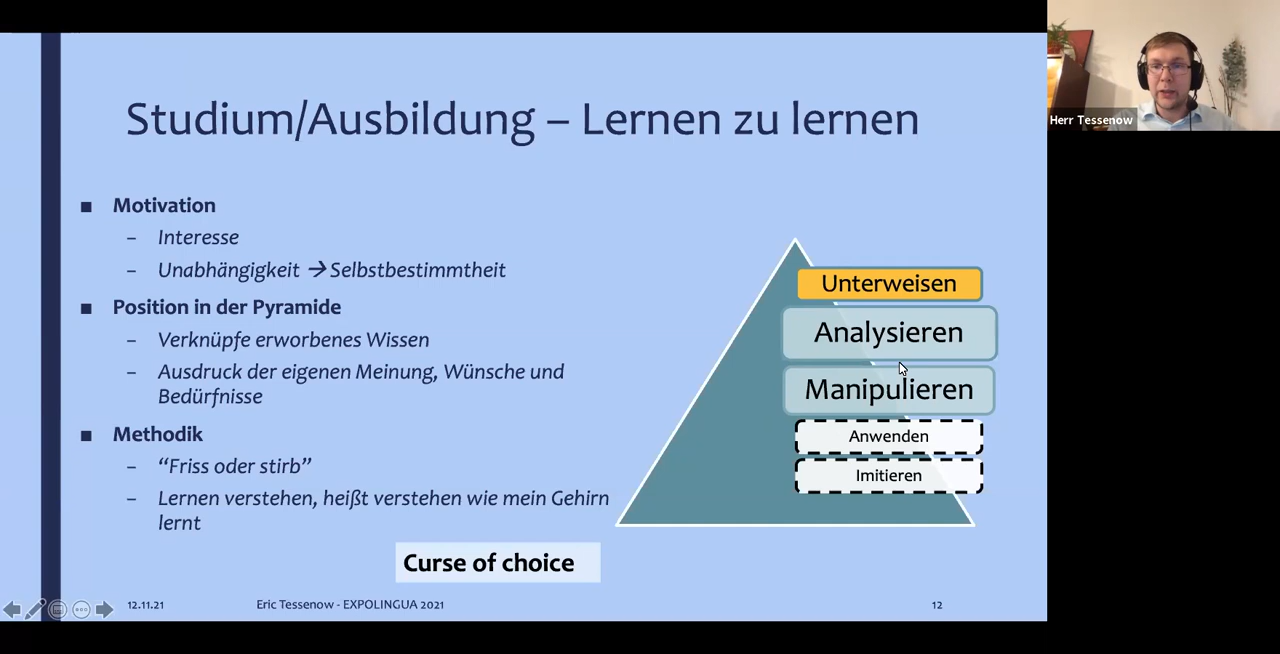 Studium/Ausbildung – Lernen zu lernen
Herr Tessenow
■ Motivation
– Interesse
– Unabhängigkeit → Selbstbestimmtheit
■ Position in der Pyramide
– Verknüpfe erworbenes Wissen
– Ausdruck der eigenen Meinung, Wünsche und
Bedürfnisse
■ Methodik
– “Friss oder stirb”
– Lernen verstehen, heißt verstehen wie mein Gehirn
lernt
Unterweisen
Analysieren
Manipulieren
Anwenden
Imitieren
Curse of choice
12.11.21
Eric Tessenow - EXPOLINGUA 2021
12